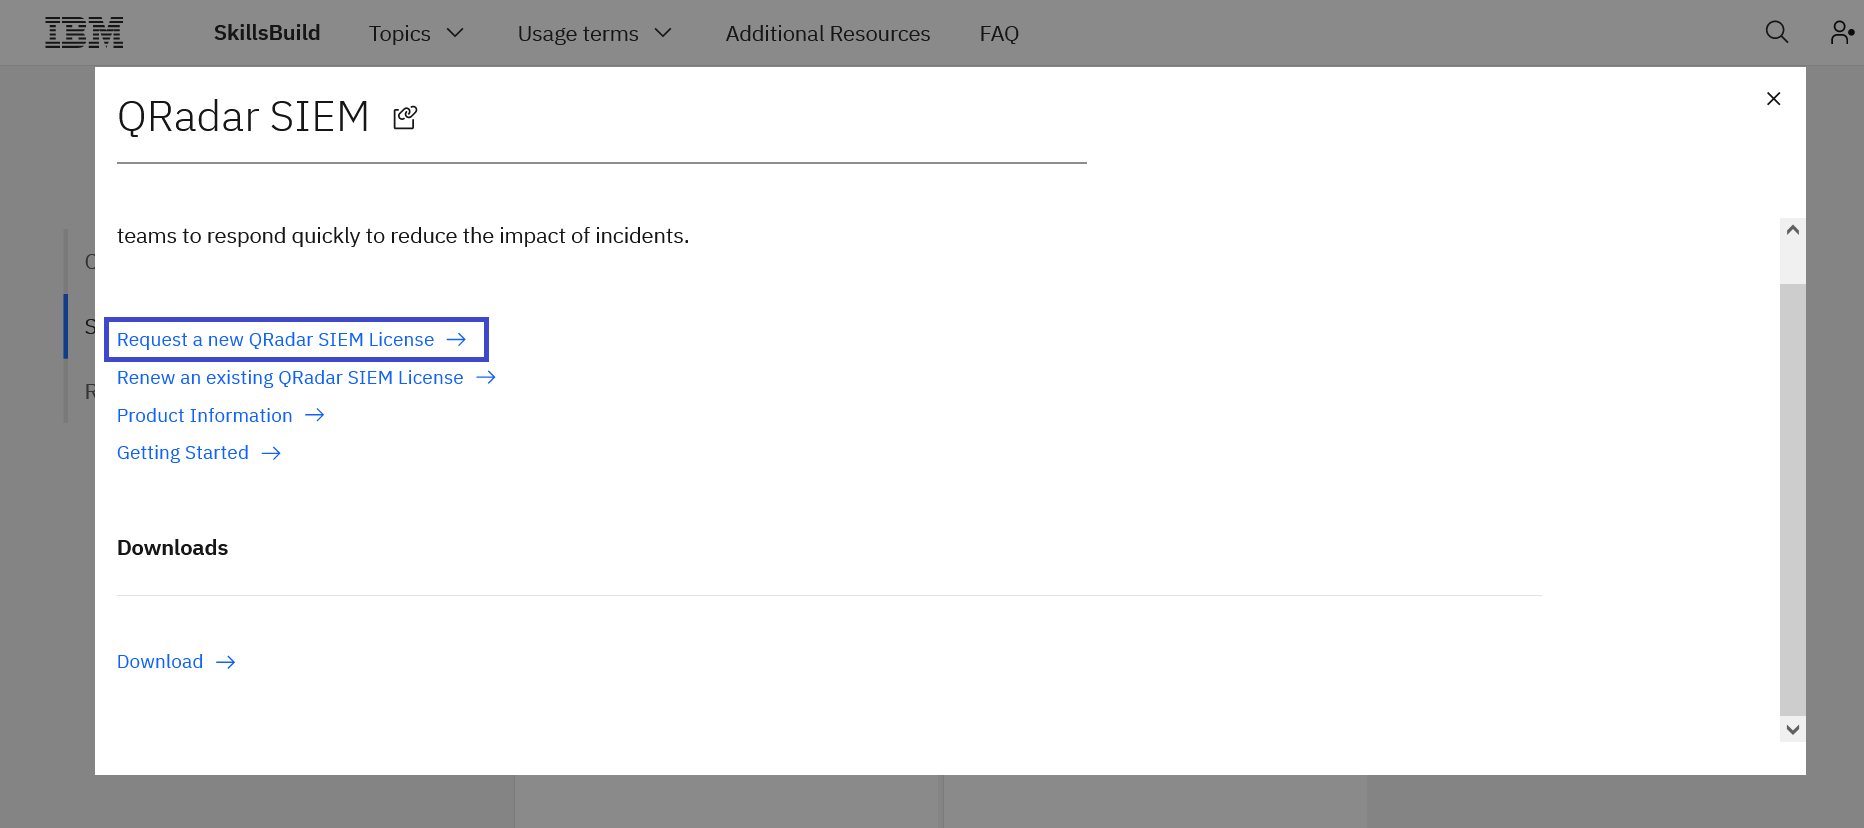 IBM SkillsBuild Topics Usage terms Additional Resources FAQ
QRadar SIEM
teams to respond quickly to reduce the impact of incidents.
Request a new QRadar SIEM License
Renew an existing QRadar SIEM License
Product Information
Getting Started
Downloads
Download